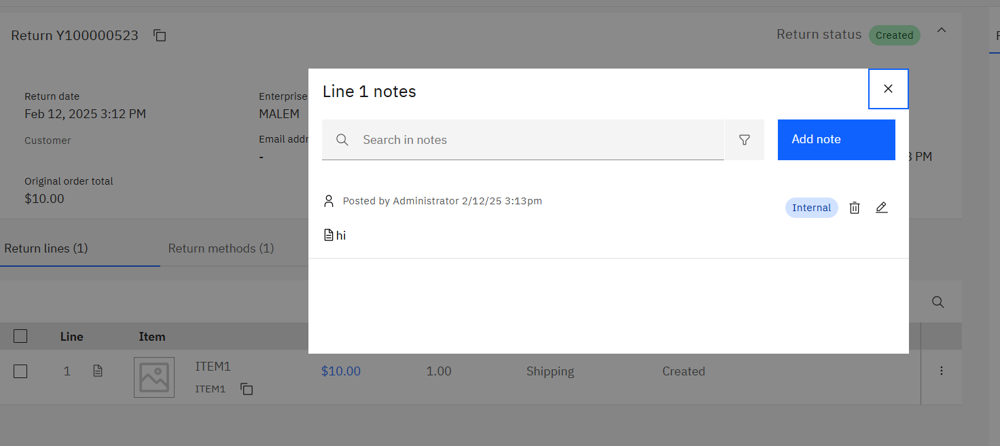 Return Y100000523
Return status Created
Return date
Feb 12, 2025 3:12 PM
Enterprise
MALEM
Customer
Email addr
-
3 PM
Original order total
$10.00
Line 1 notes
Search in notes
Add note
Posted by Administrator 2/12/25 3:13pm
Internal
hi
Return lines (1)
Return methods (1)
Line Item
1 ITEM1 $10.00 1.00 Shipping Created
ITEM1